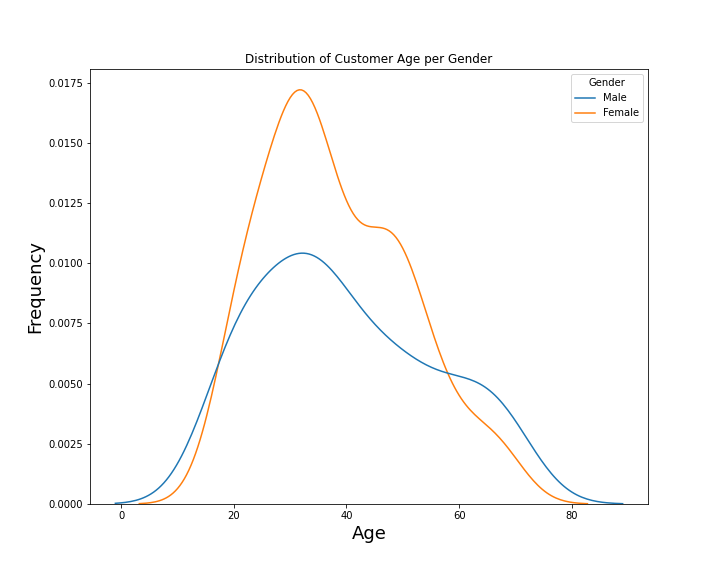 Distribution of Customer Age per Gender
Gender
Male
Female
0.0175
0.0150
0.0125
0.0100
0.0075
0.0050
0.0025
0.0000
Frequency
0 20 40 60 80
Age